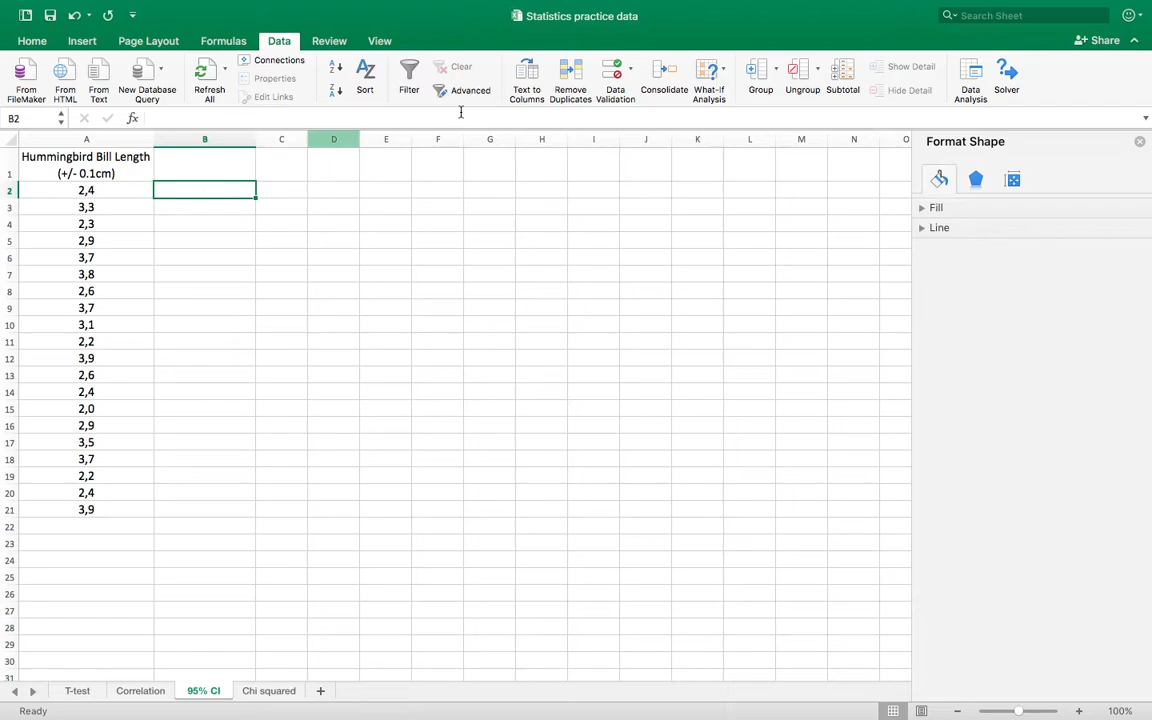 Statistics practice data
Search Sheet
Home Insert Page Layout Formulas Data Review View
Share
From FileMaker
From HTML
From Text
New Database Query
Refresh All
Connections
Properties
Edit Links
Sort
Filter
Clear
Advanced
Text to Columns
Remove Duplicates
Data Validation
Consolidate
What-If Analysis
Group
Ungroup
Subtotal
Show Detail
Hide Detail
Data Analysis
Solver
B2 fx
A B C D E F G H I J K L M N O
Format Shape
Fill
Line
Hummingbird Bill Length
1 (+/- 0.1cm)
2 2,4
3 3,3
4 2,3
5 2,9
6 3,7
7 3,8
8 2,6
9 3,7
10 3,1
11 2,2
12 3,9
13 2,6
14 2,4
15 2,0
16 2,9
17 3,5
18 3,7
19 2,2
20 2,4
21 3,9
22
23
24
25
26
27
28
29
30
31
T-test Correlation 95% CI Chi squared
Ready
100%